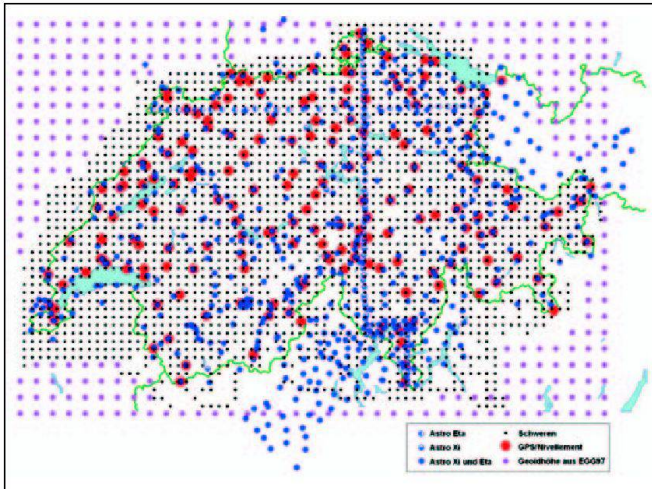 Astro Eta
Astro Xi
Astro Xi und Eta
Schweren
GPS/Nivellement
Geoidhöhe aus EGG97